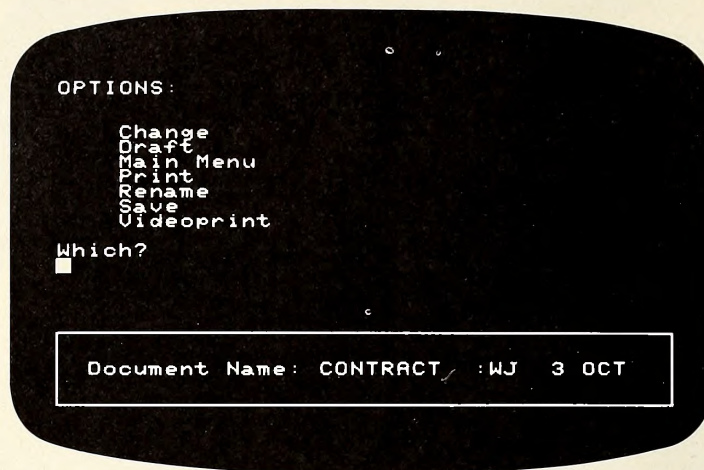 OPTIONS:
Change
Draft
Main Menu
Print
Rename
Save
Videoprint
Which?
Document Name: CONTRACT :WJ 3 OCT